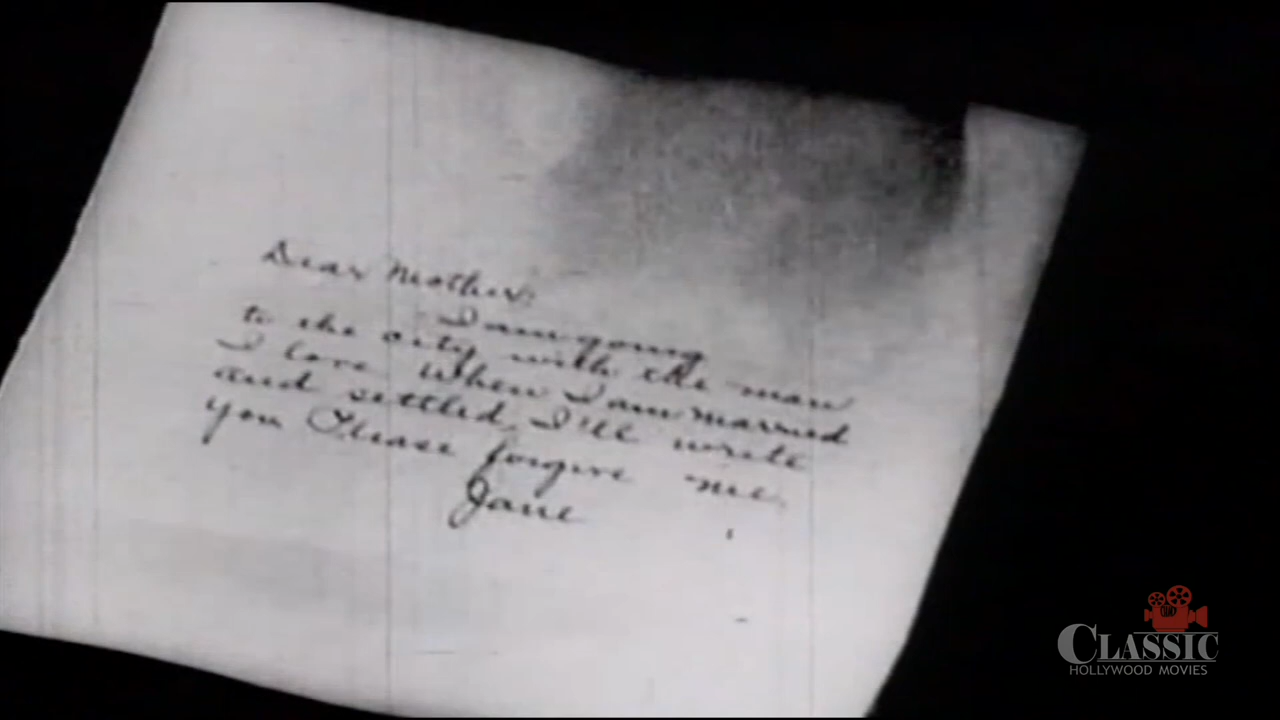 Dear Mother:
I am going
to the city with the man
I love When I am married
and settled, I'll write
you Please forgive me.
Jane
CLASSIC
HOLLYWOOD MOVIES